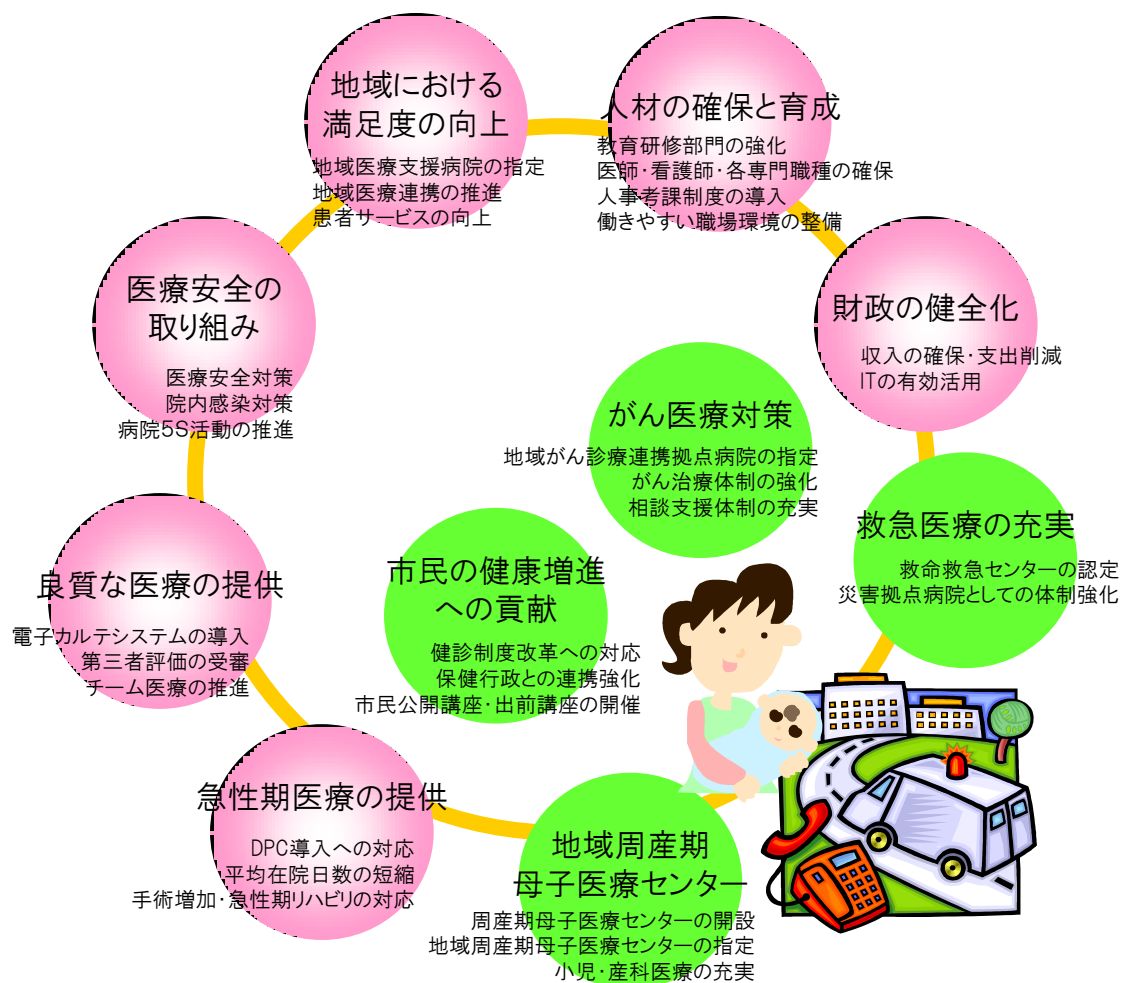 地域における
満足度の向上
地域医療支援病院の指定
地域医療連携の推進
患者サービスの向上
人材の確保と育成
教育研修部門の強化
医師・看護師・各専門職種の確保
人事考課制度の導入
働きやすい職場環境の整備
医療安全の
取り組み
医療安全対策
院内感染対策
病院5S活動の推進
財政の健全化
収入の確保・支出削減
ITの有効活用
がん医療対策
地域がん診療連携拠点病院の指定
がん治療体制の強化
相談支援体制の充実
救急医療の充実
救命救急センターの認定
災害拠点病院としての体制強化
良質な医療の提供
電子カルテシステムの導入
第三者評価の受審
チーム医療の推進
市民の健康増進
への貢献
健診制度改革への対応
保健行政との連携強化
市民公開講座・出前講座の開催
急性期医療の提供
DPC導入への対応
平均在院日数の短縮
手術増加・急性期リハビリの対応
地域周産期
母子医療センター
周産期母子医療センターの開設
地域周産期母子医療センターの指定
小児・産科医療の充実